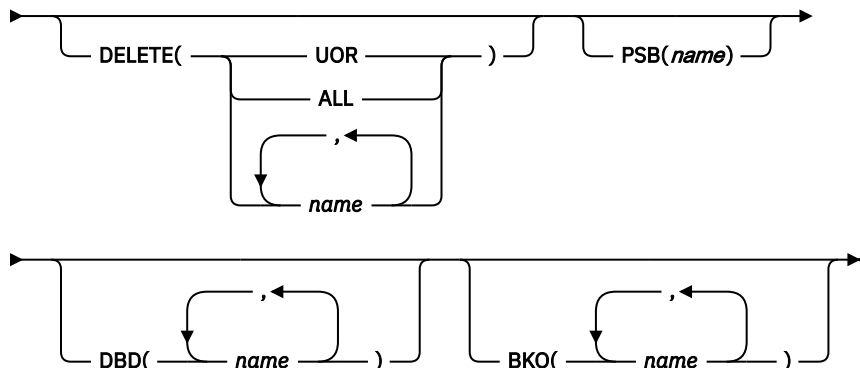 DELETE( UOR ) PSB(name)
ALL
,
name
, ,
DBD( name ) BKO( name )